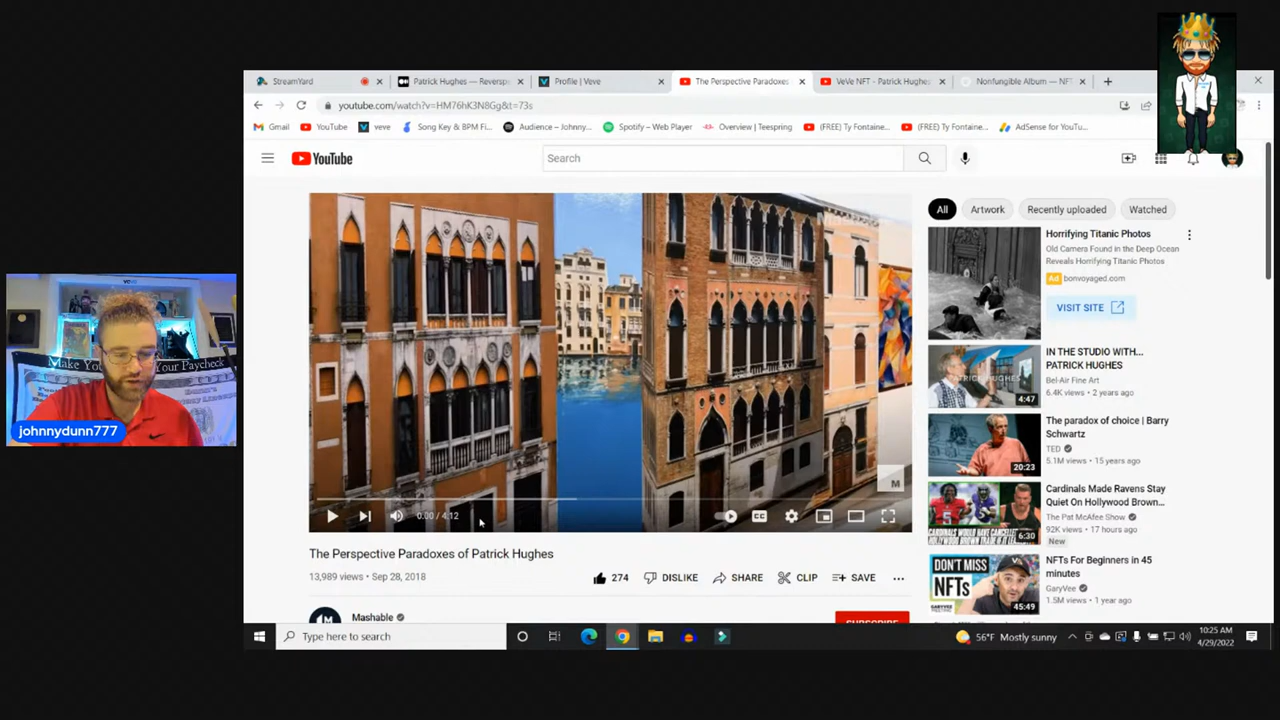 StreamYard
Patrick Hughes — Reversp
Profile | Veve
The Perspective Paradoxes
VeVe NFT - Patrick Hughes
Nonfungible Album — NFT
youtube.com/watch?v=HM76hK3N8Gg&t=73s
Gmail
YouTube
veve
Song Key & BPM Fi...
Audience – Johnny...
Spotify – Web Player
Overview | Teespring
(FREE) Ty Fontaine...
(FREE) Ty Fontaine...
AdSense for YouTu...
YouTube
Search
All
Artwork
Recently uploaded
Watched
Horrifying Titanic Photos
Old Camera Found in the Deep Ocean
Reveals Horrifying Titanic Photos
Ad bonvoyaged.com
VISIT SITE
IN THE STUDIO WITH...
PATRICK HUGHES
Bel-Air Fine Art
6.4K views • 2 years ago
PATRICK HUGHES
4:47
The paradox of choice | Barry
Schwartz
TED
5.1M views • 15 years ago
20:23
Cardinals Made Ravens Stay
Quiet On Hollywood Brown...
The Pat McAfee Show
92K views • 17 hours ago
New
6:30
NFTs For Beginners in 45
minutes
GaryVee
1.5M views • 1 year ago
DON'T MISS
NFTs
45:49
M
0:00 / 4:12
CC
The Perspective Paradoxes of Patrick Hughes
13,989 views • Sep 28, 2018
274
DISLIKE
SHARE
CLIP
SAVE
Mashable
SUBSCRIBE
Make You
Your Paycheck
johnnydunn777
Type here to search
56°F Mostly sunny
10:25 AM
4/29/2022